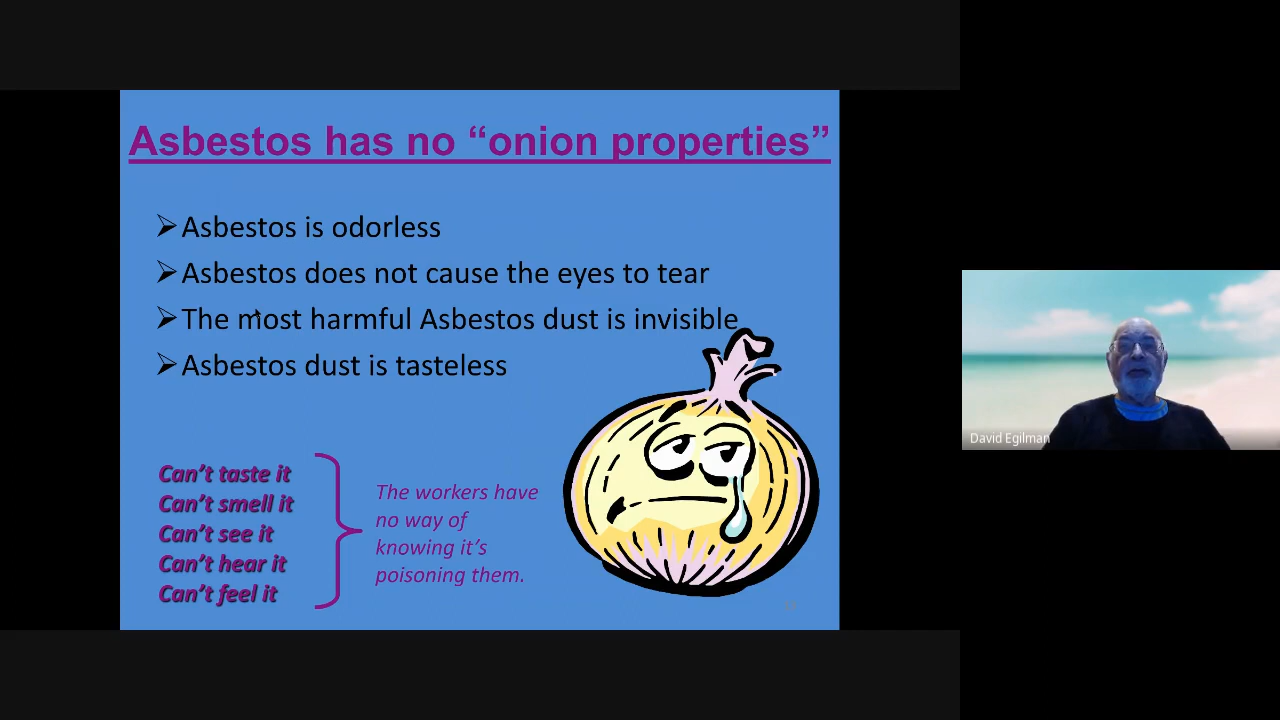 Asbestos has no “onion properties”
➢Asbestos is odorless
➢Asbestos does not cause the eyes to tear
➢The most harmful Asbestos dust is invisible
➢Asbestos dust is tasteless
Can’t taste it
Can’t smell it
Can’t see it
Can’t hear it
Can’t feel it
The workers have
no way of
knowing it’s
poisoning them.
David Egilman